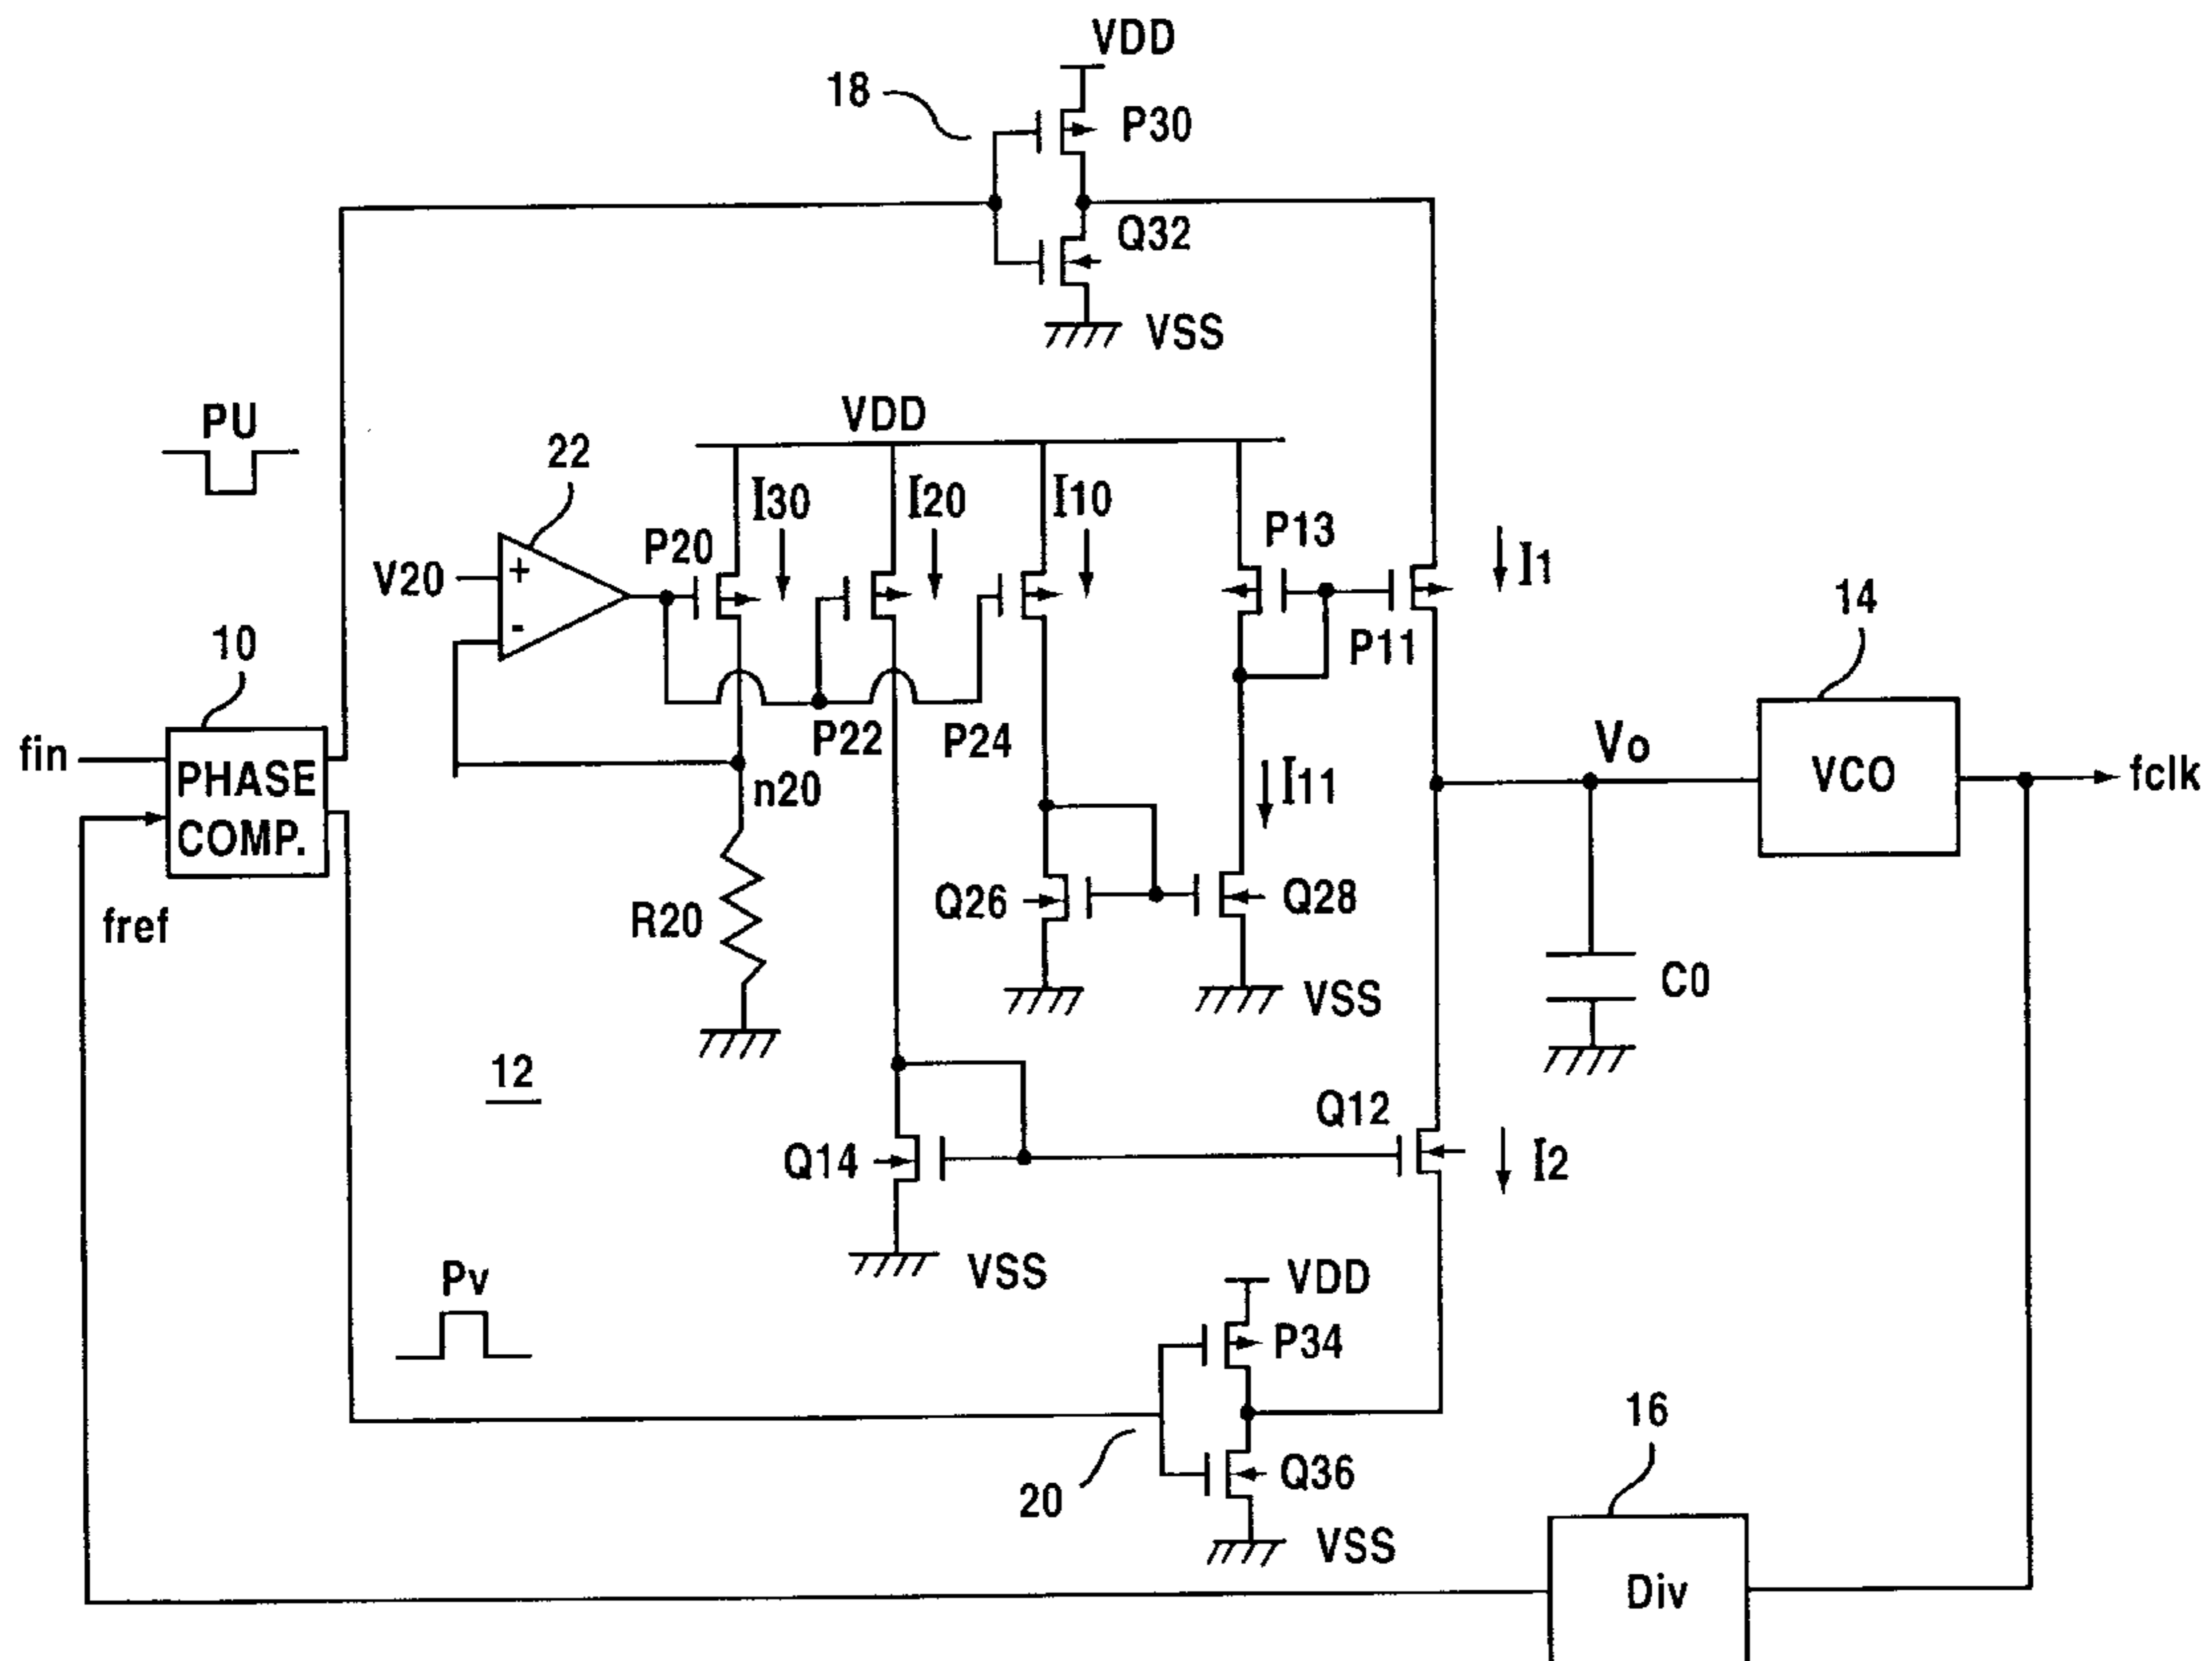 VDD
18
P30
Q32
VSS
PU
VDD
22
I30
I20
I10
P20
P13
V20
+
-
I1
P11
14
10
P22
P24
Vo
fin
PHASE
COMP.
n20
I11
VCO
fclk
R20
Q26
Q28
fref
VSS
C0
12
Q12
Q14
I2
VSS
Pv
VDD
P34
16
20
Q36
VSS
Div